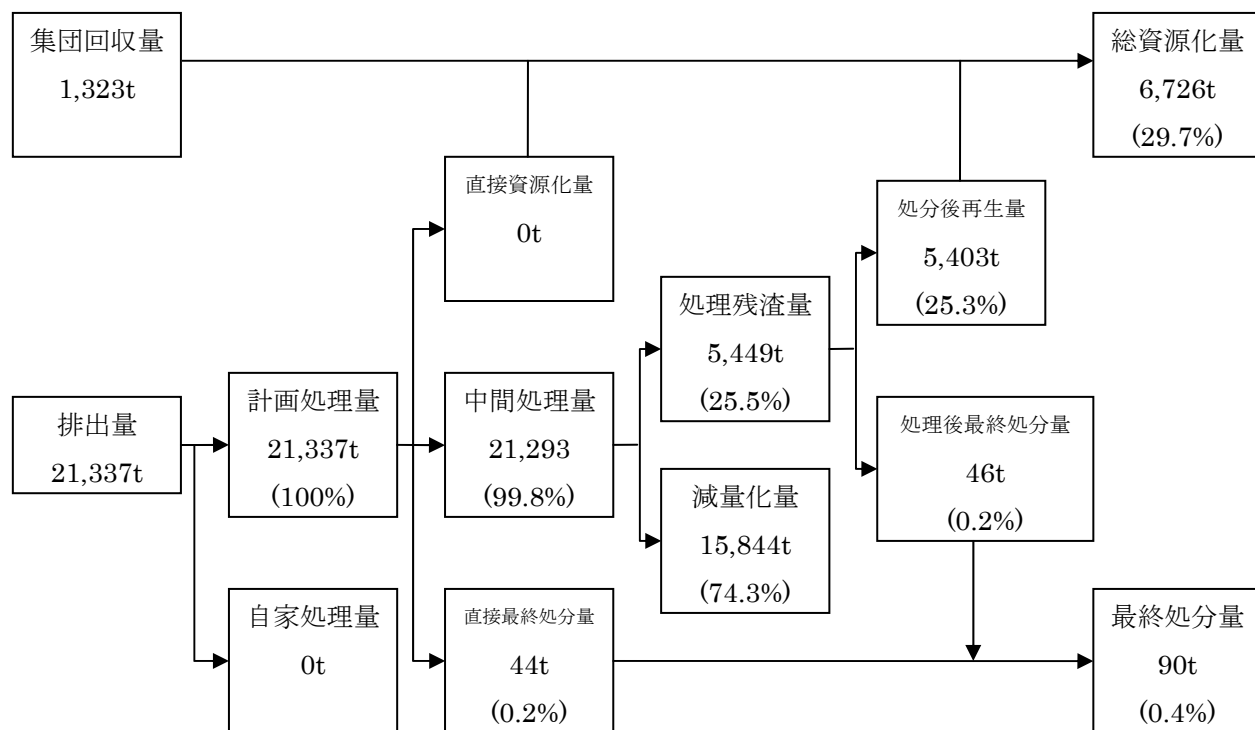 集団回収量
1,323t
総資源化量
6,726t
(29.7%)
直接資源化量
0t
処分後再生量
5,403t
(25.3%)
処理残渣量
5,449t
(25.5%)
排出量
21,337t
計画処理量
21,337t
(100%)
中間処理量
21,293
(99.8%)
処理後最終処分量
46t
(0.2%)
減量化量
15,844t
(74.3%)
自家処理量
0t
直接最終処分量
44t
(0.2%)
最終処分量
90t
(0.4%)